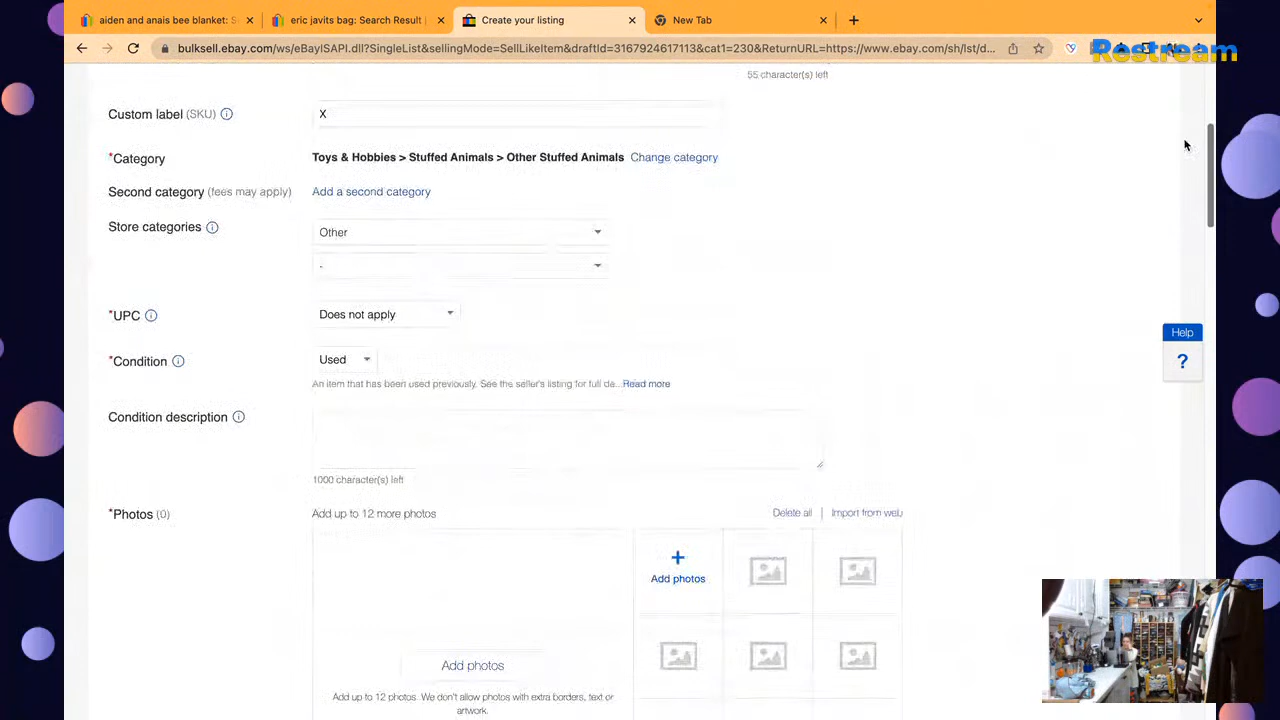 aiden and anais bee blanket: S
eric javits bag: Search Result
Create your listing
New Tab
bulksell.ebay.com/ws/eBayISAPI.dll?SingleList&sellingMode=SellLikeItem&draftId=3167924617113&cat1=230&ReturnURL=https://www.ebay.com/sh/lst/d...
Restream
55 character(s) left
Custom label (SKU)
X
*Category
Toys & Hobbies > Stuffed Animals > Other Stuffed Animals Change category
Second category (fees may apply)
Add a second category
Store categories
Other
-
*UPC
Does not apply
Help
?
*Condition
Used
An item that has been used previously. See the seller's listing for full de...Read more
Condition description
1000 character(s) left
*Photos (0)
Add up to 12 more photos
Delete all | Import from web
+
Add photos
Add photos
Add up to 12 photos. We don't allow photos with extra borders, text or
artwork.